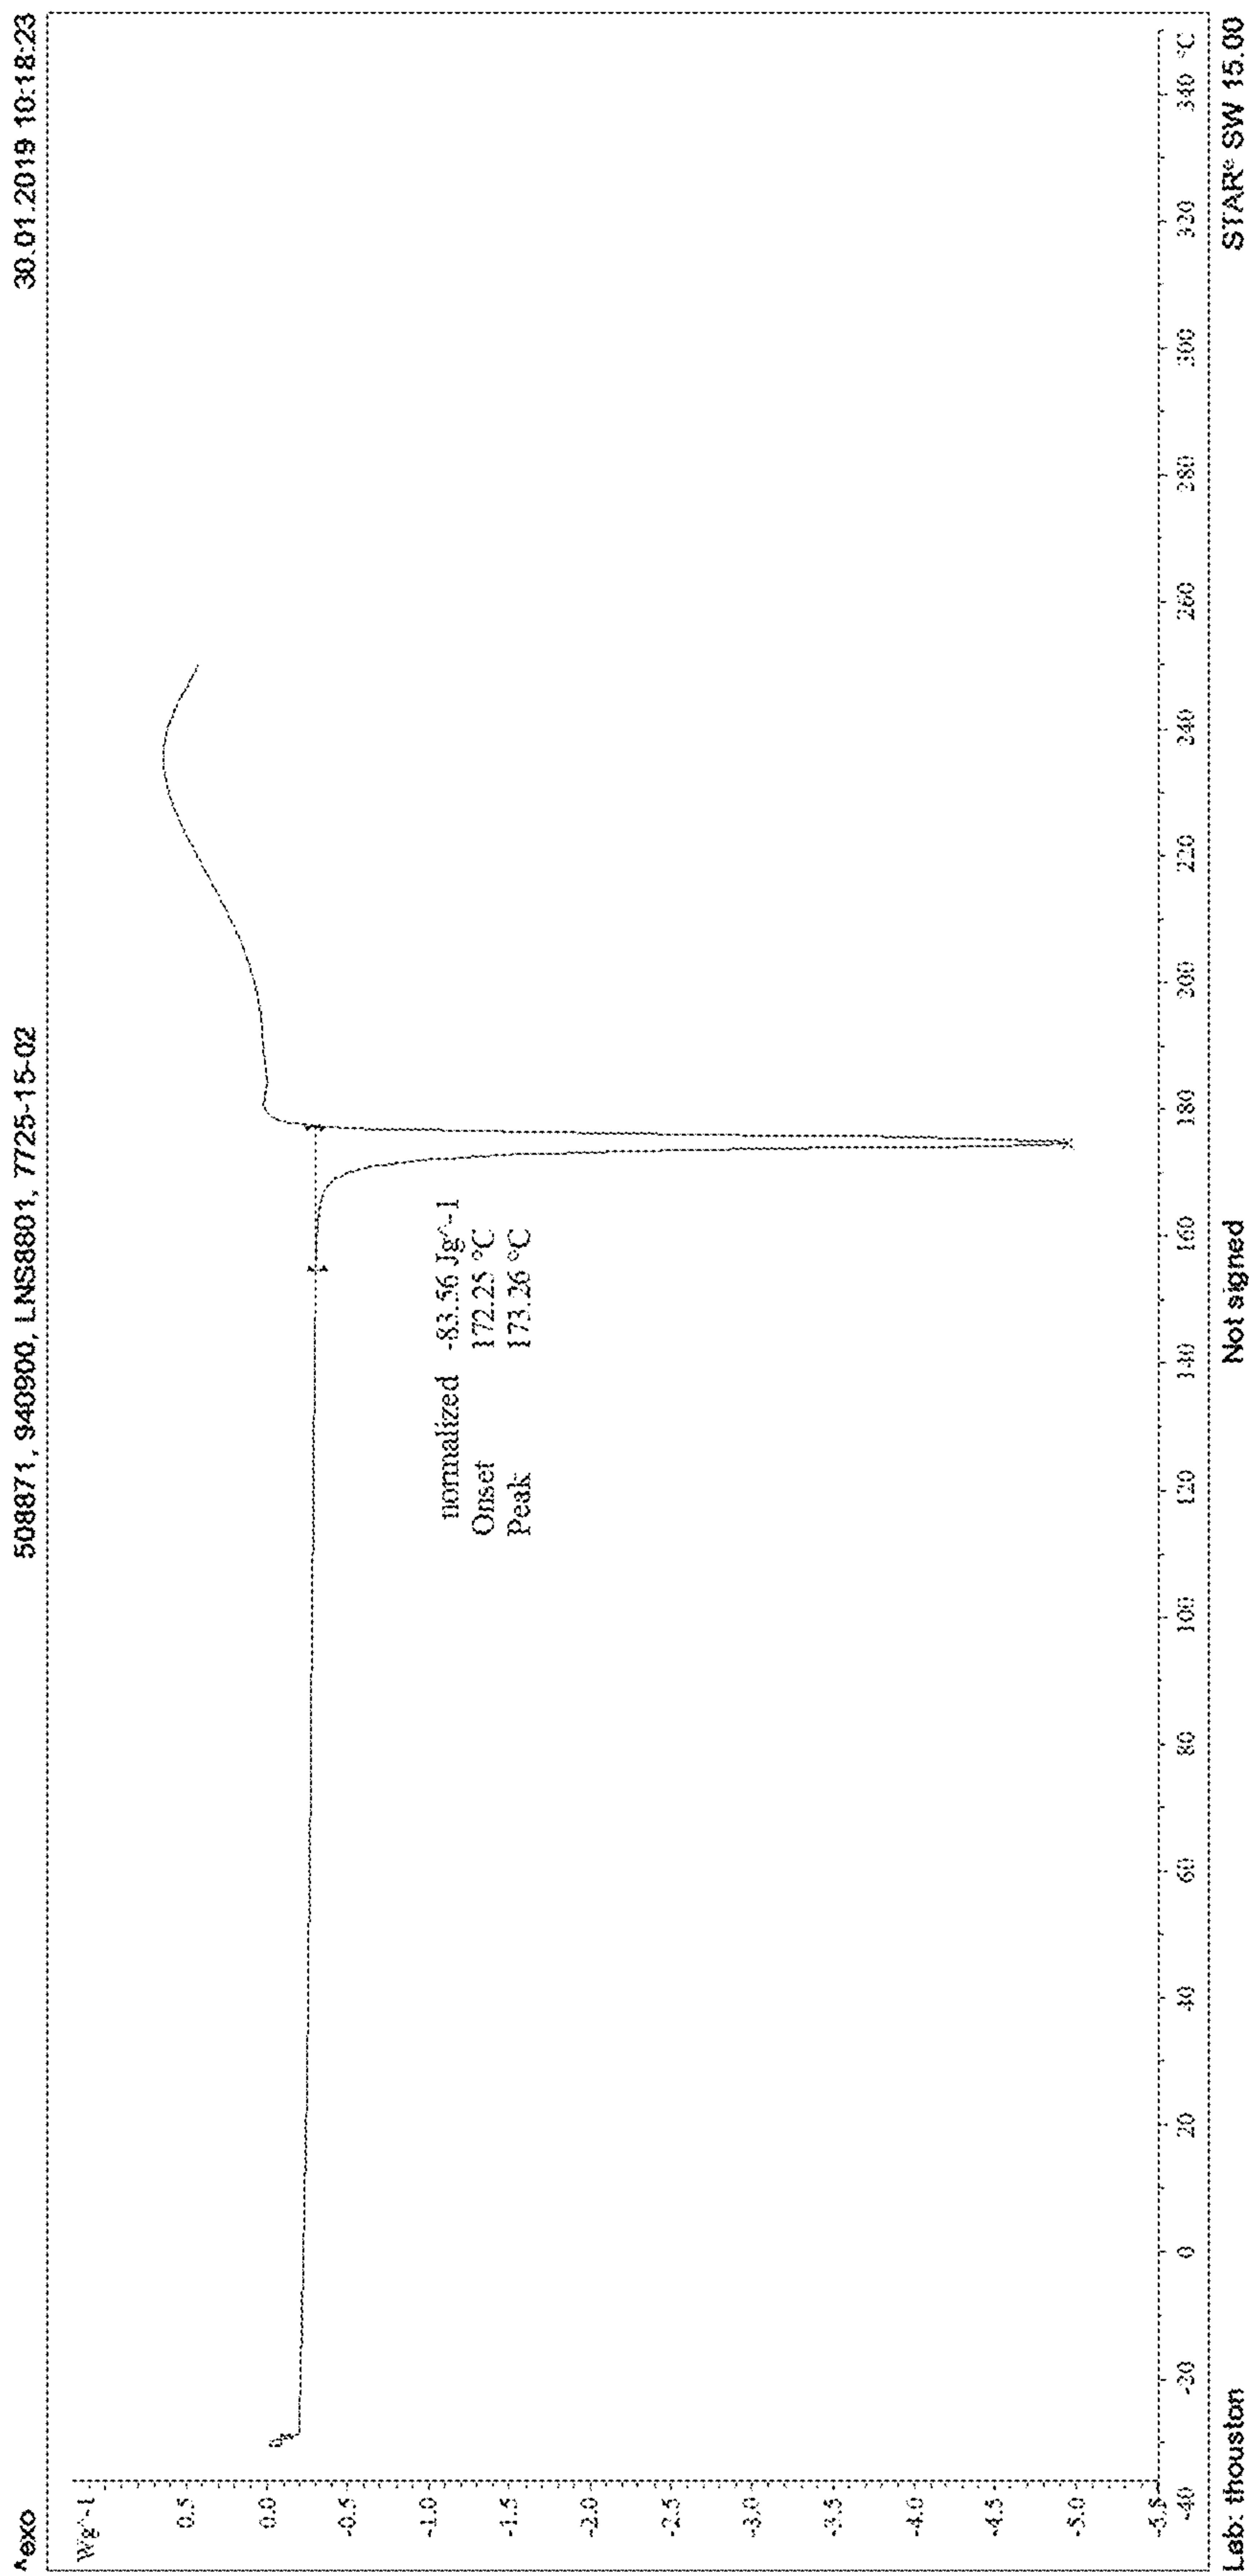 ^exo
508871, 940900, LNS8801, 7725-15-02
30.01.2019 10:18:23
Wg^-1
0.5
0.0
-0.5
-1.0
-1.5
-2.0
-2.5
-3.0
-3.5
-4.0
-4.5
-5.0
-5.5
normalized -83.56 Jg^-1
Onset 172.25 °C
Peak 173.26 °C
-40 -20 0 20 40 60 80 100 120 140 160 180 200 220 240 260 280 300 320 340 °C
Lab: thouston
Not signed
STARe SW 15.00